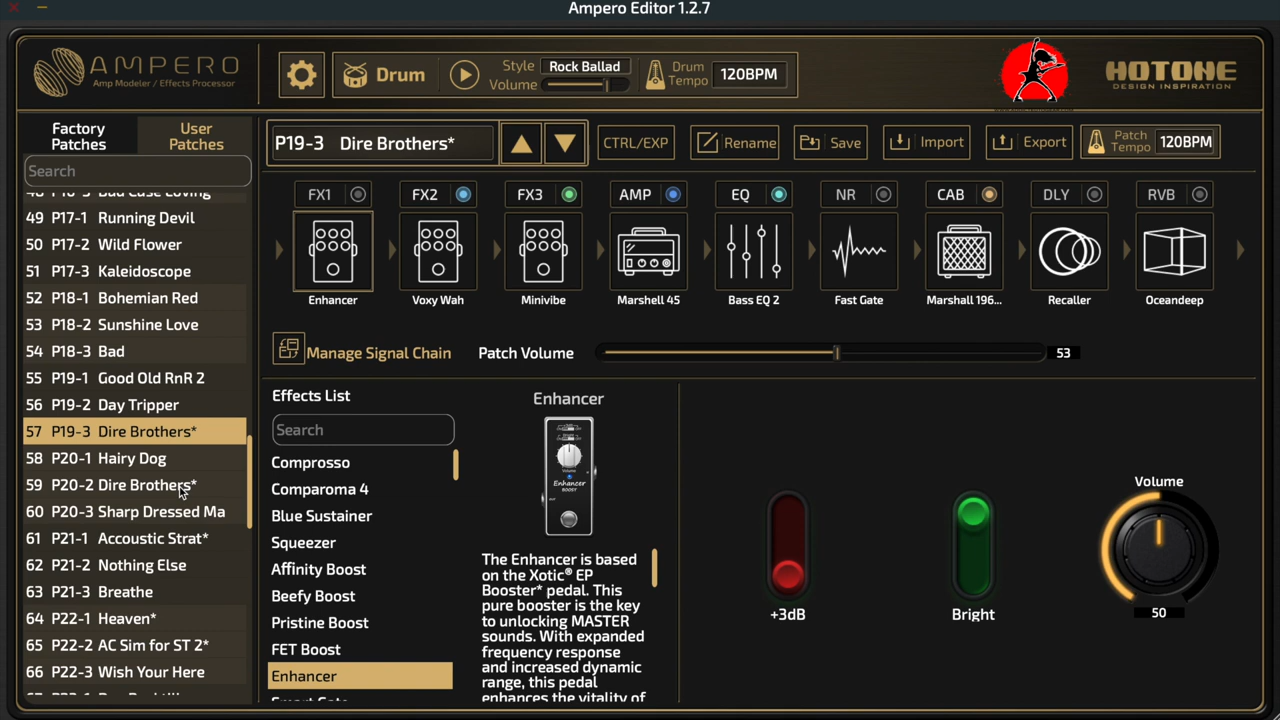 Ampero Editor 1.2.7
AMPERO
Amp Modeler / Effects Processor
Drum
Style
Rock Ballad
Volume
Drum
Tempo
120BPM
HOTONE
DESIGN INSPIRATION
Factory
Patches
User
Patches
Search
P19-3 Dire Brothers*
CTRL/EXP
Rename
Save
Import
Export
Patch
Tempo
120BPM
49 P17-1 Running Devil
50 P17-2 Wild Flower
51 P17-3 Kaleidoscope
52 P18-1 Bohemian Red
53 P18-2 Sunshine Love
54 P18-3 Bad
55 P19-1 Good Old RnR 2
56 P19-2 Day Tripper
57 P19-3 Dire Brothers*
58 P20-1 Hairy Dog
59 P20-2 Dire Brothers*
60 P20-3 Sharp Dressed Ma
61 P21-1 Accoustic Strat*
62 P21-2 Nothing Else
63 P21-3 Breathe
64 P22-1 Heaven*
65 P22-2 AC Sim for ST 2*
66 P22-3 Wish Your Here
FX1
FX2
FX3
AMP
EQ
NR
CAB
DLY
RVB
Enhancer
Voxy Wah
Minivibe
Marshell 45
Bass EQ 2
Fast Gate
Marshall 196...
Recaller
Oceandeep
Manage Signal Chain
Patch Volume
53
Effects List
Search
Comprosso
Comparoma 4
Blue Sustainer
Squeezer
Affinity Boost
Beefy Boost
Pristine Boost
FET Boost
Enhancer
Enhancer
Enhancer
BOOST
The Enhancer is based
on the Xotic® EP
Booster* pedal. This
pure booster is the key
to unlocking MASTER
sounds. With expanded
frequency response
and increased dynamic
range, this pedal
enhances the vitality of
+3dB
Bright
Volume
50